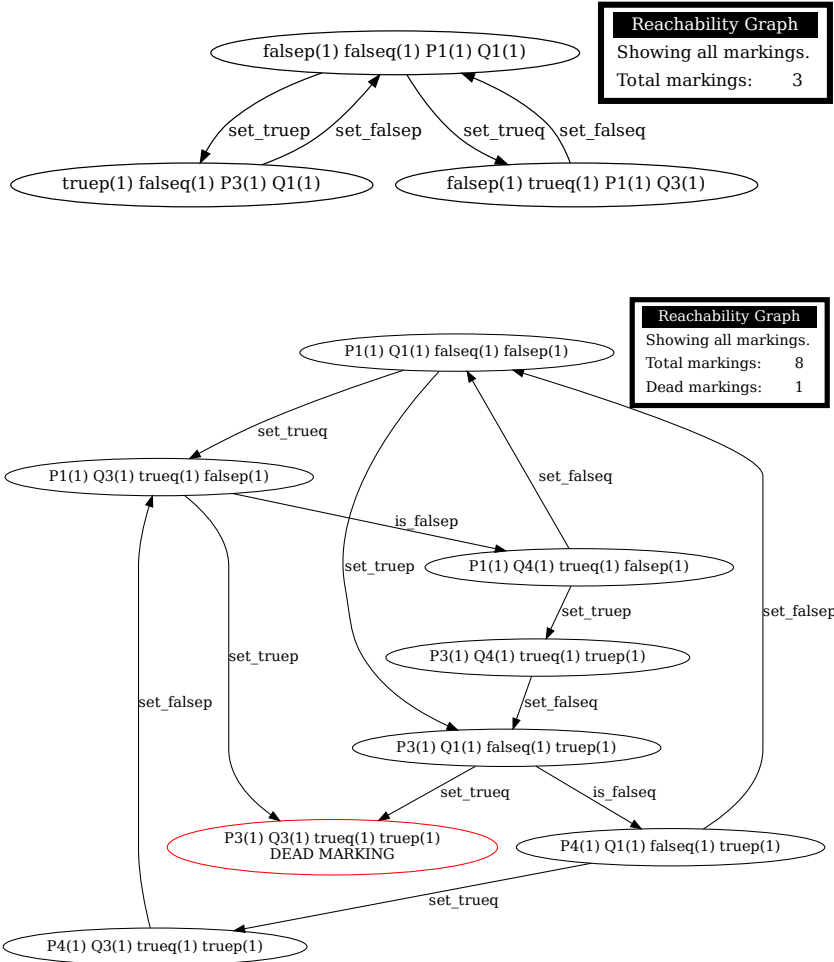 Reachability Graph
Showing all markings.
Total markings: 3
falsep(1) falseq(1) P1(1) Q1(1)
set_truep
set_falsep
set_trueq
set_falseq
truep(1) falseq(1) P3(1) Q1(1)
falsep(1) trueq(1) P1(1) Q3(1)
Reachability Graph
Showing all markings.
Total markings: 8
Dead markings: 1
P1(1) Q1(1) falseq(1) falsep(1)
set_trueq
P1(1) Q3(1) trueq(1) falsep(1)
set_falseq
is_falsep
set_truep
P1(1) Q4(1) trueq(1) falsep(1)
set_truep
set_falsep
set_truep
P3(1) Q4(1) trueq(1) truep(1)
set_falsep
set_falseq
P3(1) Q1(1) falseq(1) truep(1)
set_trueq
is_falseq
P3(1) Q3(1) trueq(1) truep(1)
DEAD MARKING
P4(1) Q1(1) falseq(1) truep(1)
set_trueq
P4(1) Q3(1) trueq(1) truep(1)